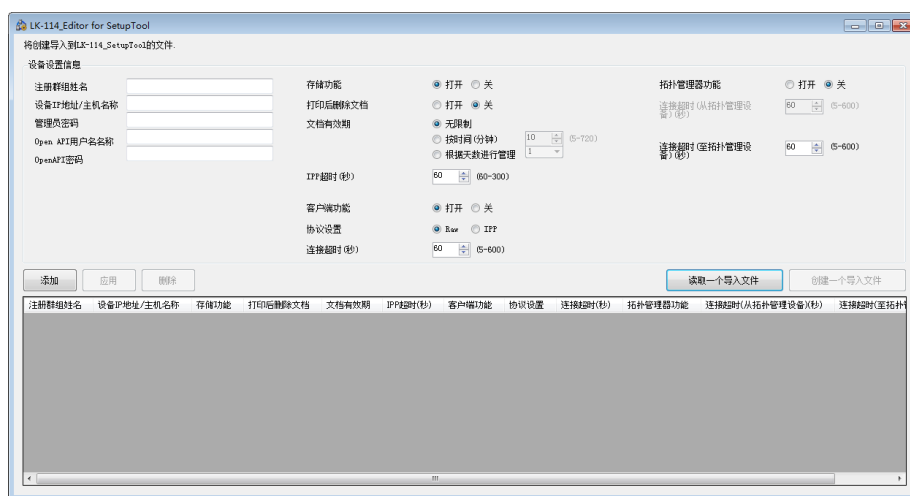 LK-114_Editor for SetupTool
将创建导入到LK-114_SetupTool的文件.
设备设置信息
注册群组姓名
设备IP地址/主机名称
管理员密码
Open API用户名名称
OpenAPI密码
存储功能 打开 关
打印后删除文档 打开 关
文档有效期 无限制
按时间(分钟) 10 (5-720)
根据天数进行管理 1
IPP超时(秒) 60 (60-300)
客户端功能 打开 关
协议设置 Raw IPP
连接超时(秒) 60 (5-600)
拓扑管理器功能 打开 关
连接超时(从拓扑管理设 60 (5-600)
备)(秒)
连接超时(至拓扑管理设 60 (5-600)
备)(秒)
添加 应用 删除 读取一个导入文件 创建一个导入文件
注册群组姓名 设备IP地址/主机名称 存储功能 打印后删除文档 文档有效期 IPP超时(秒) 客户端功能 协议设置 连接超时(秒) 拓扑管理器功能 连接超时(从拓扑管理设备)(秒) 连接超时(至拓扑